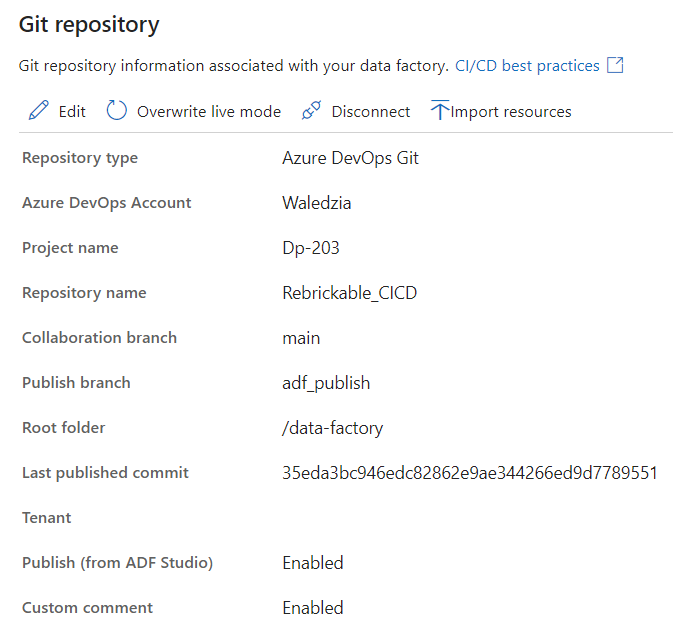 Git repository
Git repository information associated with your data factory. CI/CD best practices
Edit Overwrite live mode Disconnect Import resources
Repository type Azure DevOps Git
Azure DevOps Account Waledzia
Project name Dp-203
Repository name Rebrickable_CICD
Collaboration branch main
Publish branch adf_publish
Root folder /data-factory
Last published commit 35eda3bc946edc82862e9ae344266ed9d7789551
Tenant
Publish (from ADF Studio) Enabled
Custom comment Enabled